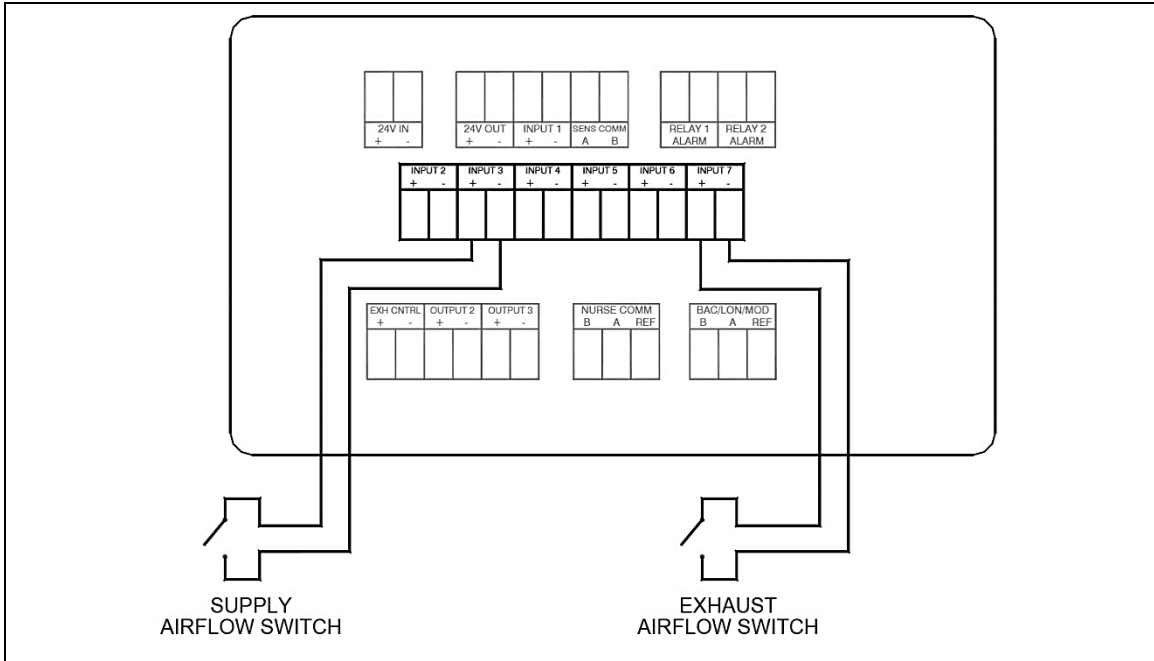 24V IN
+ -
24V OUT INPUT 1 SENS COMM
+ - + - A B
RELAY 1 RELAY 2
ALARM ALARM
INPUT 2 INPUT 3 INPUT 4 INPUT 5 INPUT 6 INPUT 7
+ - + - + - + - + - + -
EXH CNTRL OUTPUT 2 OUTPUT 3
+ - + - + -
NURSE COMM
B A REF
BAC/LON/MOD
B A REF
SUPPLY
AIRFLOW SWITCH
EXHAUST
AIRFLOW SWITCH